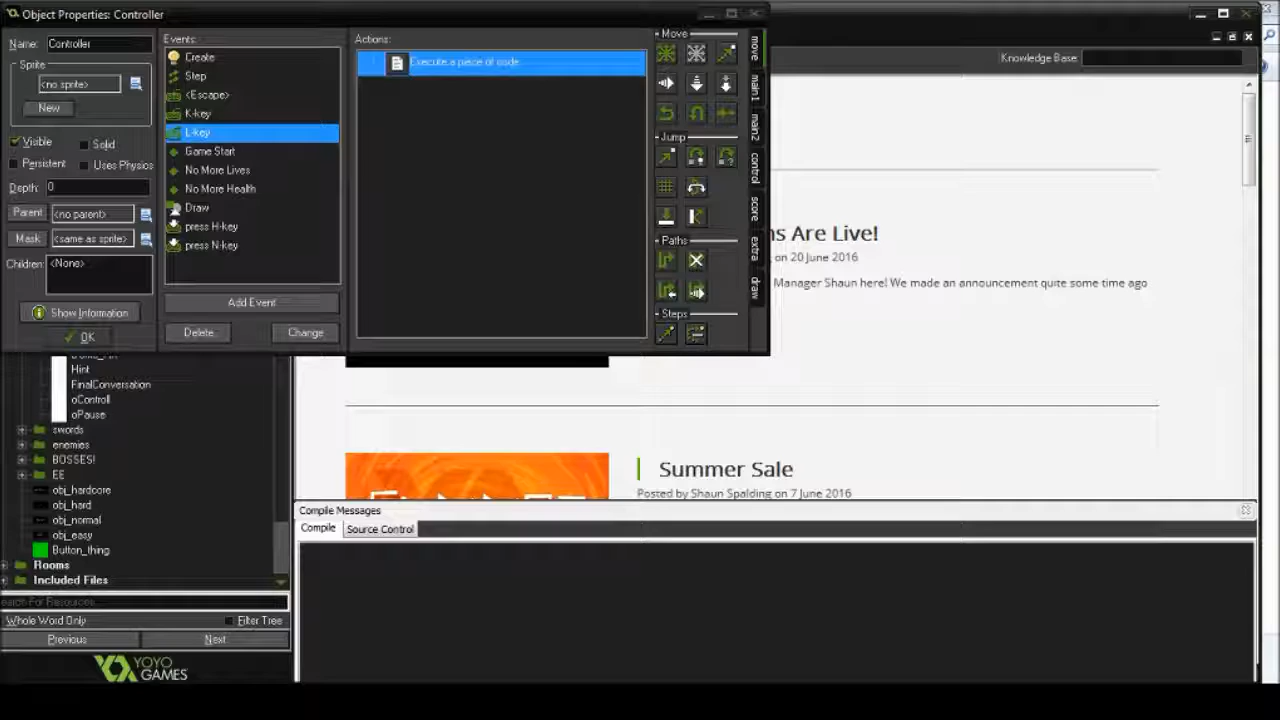 Object Properties: Controller
Name: Controller
Sprite
<no sprite>
New
Visible
Solid
Persistent
Uses Physics
Depth: 0
Parent <no parent>
Mask <same as sprite>
Children: <None>
Show Information
OK
Events:
Create
Step
<Escape>
K-key
L-key
Game Start
No More Lives
No More Health
Draw
press H-key
press N-key
Add Event
Delete
Change
Actions:
Execute a piece of code
Move
Jump
Paths
Steps
move
main1
main2
control
score
extra
draw
Knowledge Base
ns Are Live!
on 20 June 2016
Manager Shaun here! We made an announcement quite some time ago
Summer Sale
Posted by Shaun Spalding on 7 June 2016
Hint
FinalConversation
oControll
oPause
swords
enemies
BOSSES!
EE
obj_hardcore
obj_hard
obj_normal
obj_easy
Button_thing
Rooms
Included Files
Search For Resources...
Whole Word Only
Filter Tree
Previous
Next
YOYO
GAMES
Compile Messages
Compile
Source Control